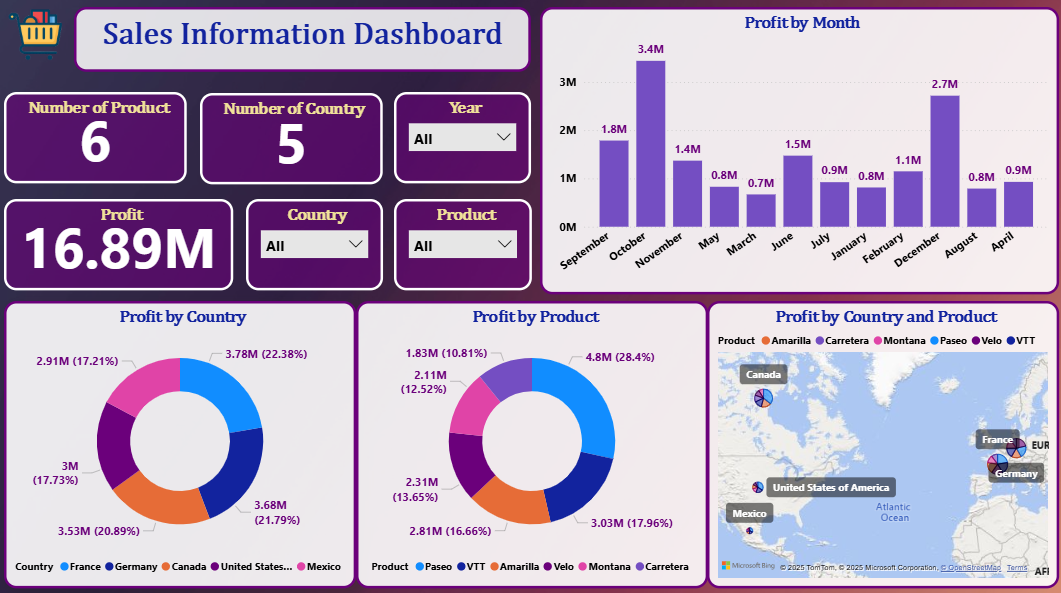 Sales Information Dashboard
Number of Product
6
Number of Country
5
Year
All
Profit
16.89M
Country
All
Product
All
Profit by Month
3M
2M
1M
0M
1.8M
3.4M
1.4M
0.8M
0.7M
1.5M
0.9M
0.8M
1.1M
2.7M
0.8M
0.9M
September
October
November
May
March
June
July
January
February
December
August
April
Profit by Country
3.78M (22.38%)
3.68M
(21.79%)
3.53M (20.89%)
3M
(17.73%)
2.91M (17.21%)
Country France Germany Canada United States... Mexico
Profit by Product
4.8M (28.4%)
3.03M (17.96%)
2.81M (16.66%)
2.31M
(13.65%)
2.11M
(12.52%)
1.83M (10.81%)
Product Paseo VTT Amarilla Velo Montana Carretera
Profit by Country and Product
Product Amarilla Carretera Montana Paseo Velo VTT
Canada
France
EUR
Germany
United States of America
Mexico
Atlantic
Ocean
AFI
Microsoft Bing
© 2025 TomTom, © 2025 Microsoft Corporation, © OpenStreetMap Terms